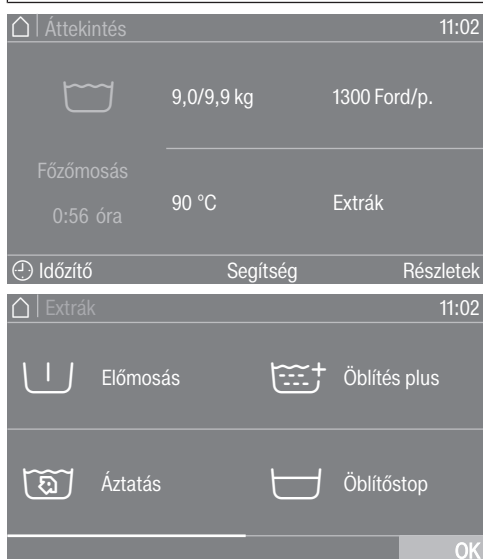 Áttekintés 11:02
9,0/9,9 kg 1300 Ford/p.
Főzőmosás
0:56 óra
90 °C Extrák
Időzítő Segítség Részletek
Extrák 11:02
Előmosás Öblítés plus
Áztatás Öblítőstop
OK